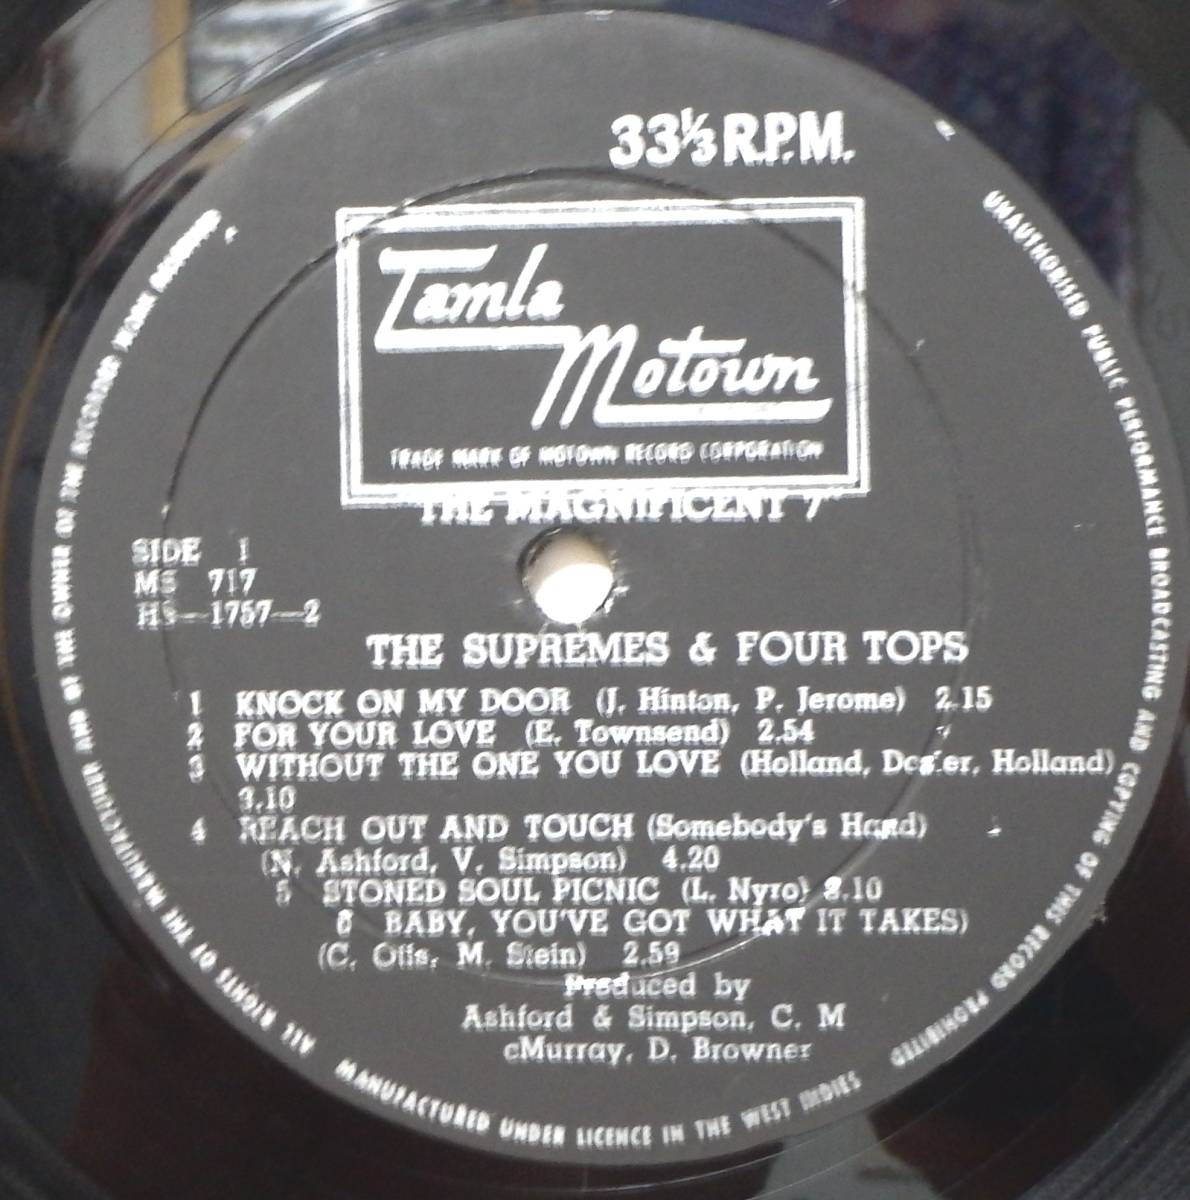 33⅓ R.P.M.
Tamla
Motown
TRADE MARK OF MOTOWN RECORD CORPORATION
"THE MAGNIFICENT 7"
SIDE 1
MS 717
HS—1757—2
THE SUPREMES & FOUR TOPS
1 KNOCK ON MY DOOR (J. Hinton, P. Jerome) 2.15
2 FOR YOUR LOVE (E. Townsend) 2.54
3 WITHOUT THE ONE YOU LOVE (Holland, Dozier, Holland)
3.10
4 REACH OUT AND TOUCH (Somebody's Hand)
(N. Ashford, V. Simpson) 4.20
5 STONED SOUL PICNIC (L. Nyro)
6 BABY, YOU'VE GOT WHAT IT TAKES)
(C. Otis, M. Stein) 2.59
Produced by
Ashford & Simpson, C. M
cMurray, D. Browner
ALL RIGHTS OF THE MANUFACTURER AND OF THE OWNER OF THE RECORDED WORK RESERVED
UNAUTHORISED PUBLIC PERFORMANCE BROADCASTING AND COPYING OF THIS RECORD PROHIBITED
MANUFACTURED UNDER LICENCE IN THE WEST INDIES